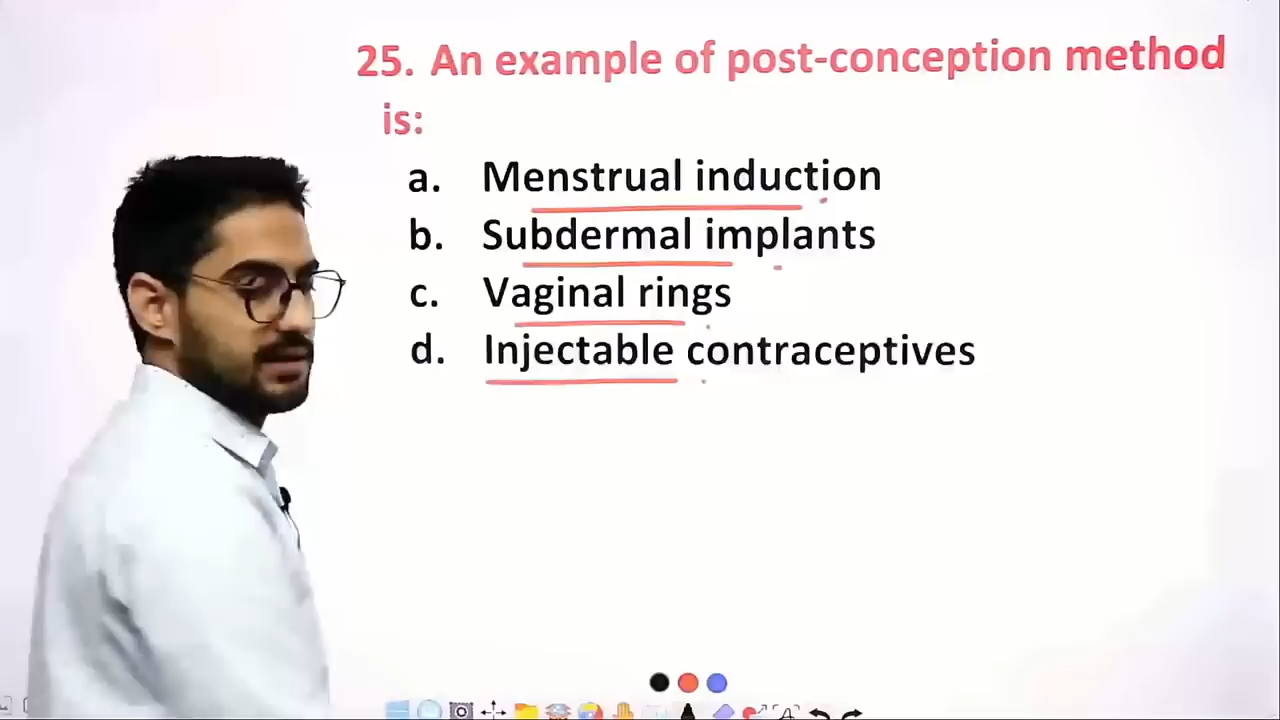 25. An example of post-conception method
is:
a. Menstrual induction
b. Subdermal implants
c. Vaginal rings
d. Injectable contraceptives